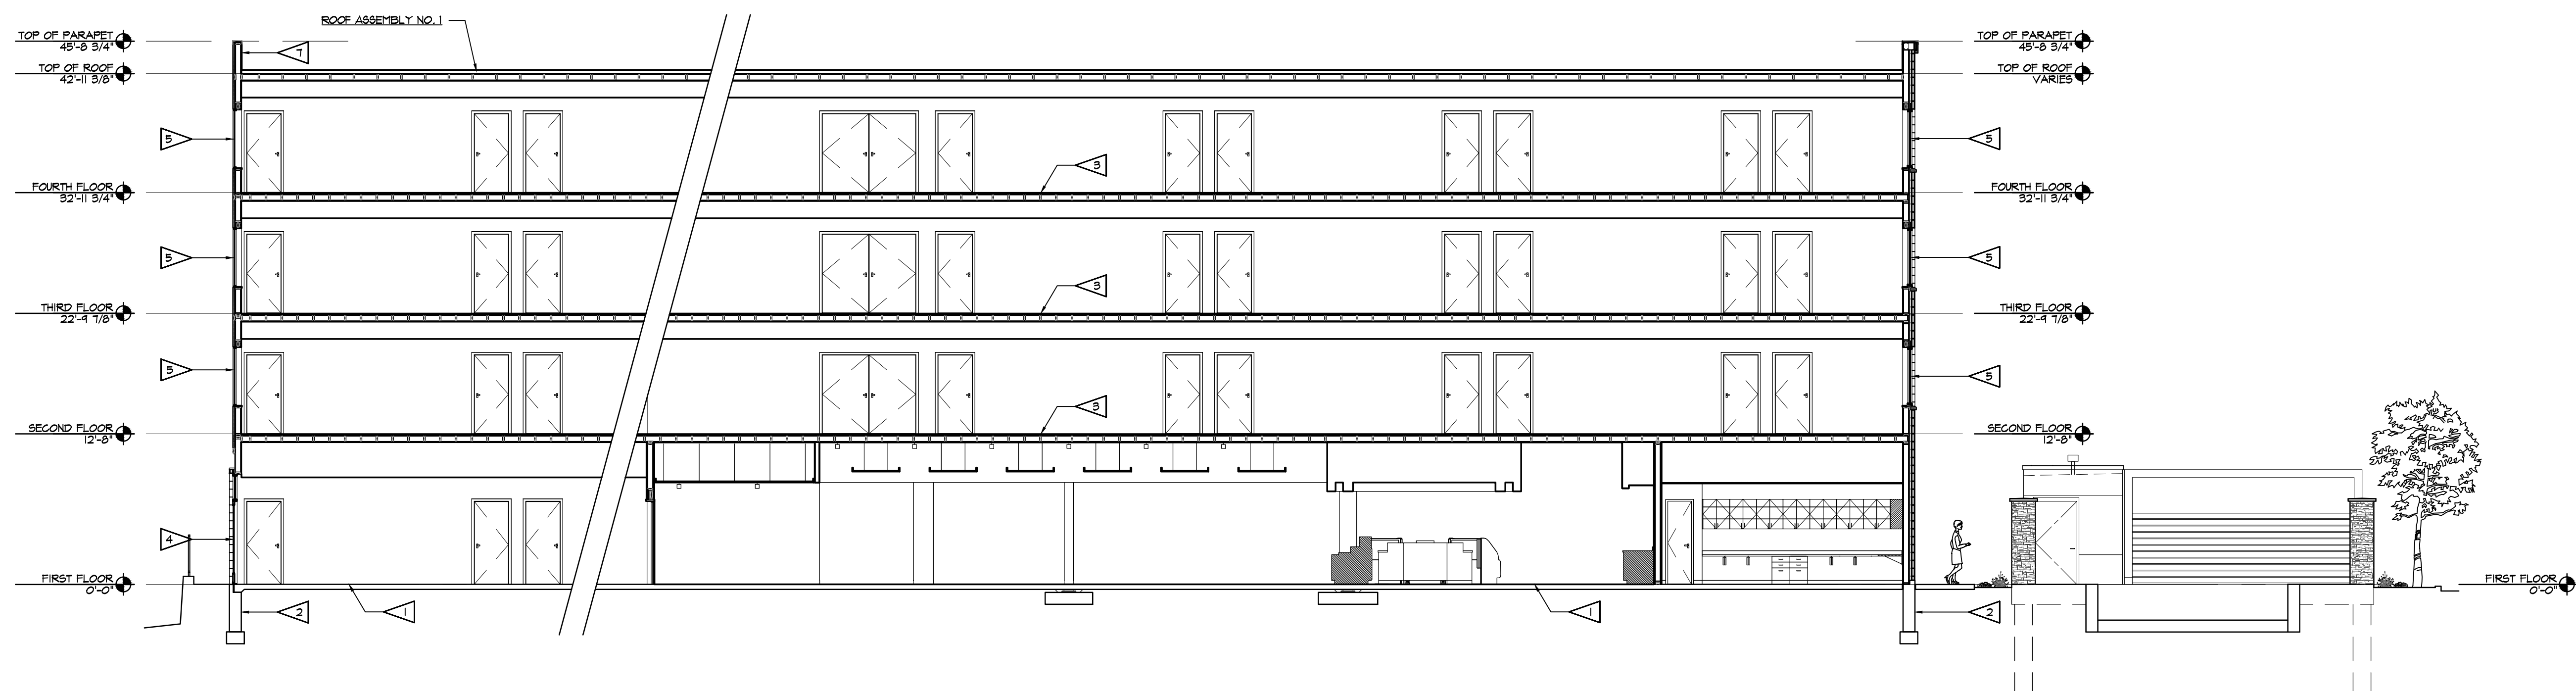 ROOF ASSEMBLY NO. 1
TOP OF PARAPET
45'-8 3/4"
7
TOP OF PARAPET
45'-8 3/4"
TOP OF ROOF
42'-11 3/8"
TOP OF ROOF
VARIES
5
5
3
FOURTH FLOOR
32'-11 3/4"
FOURTH FLOOR
32'-11 3/4"
5
5
3
THIRD FLOOR
22'-9 7/8"
THIRD FLOOR
22'-9 7/8"
5
5
3
SECOND FLOOR
12'-8"
SECOND FLOOR
12'-8"
4
FIRST FLOOR
0'-0"
FIRST FLOOR
0'-0"
2
1
1
2